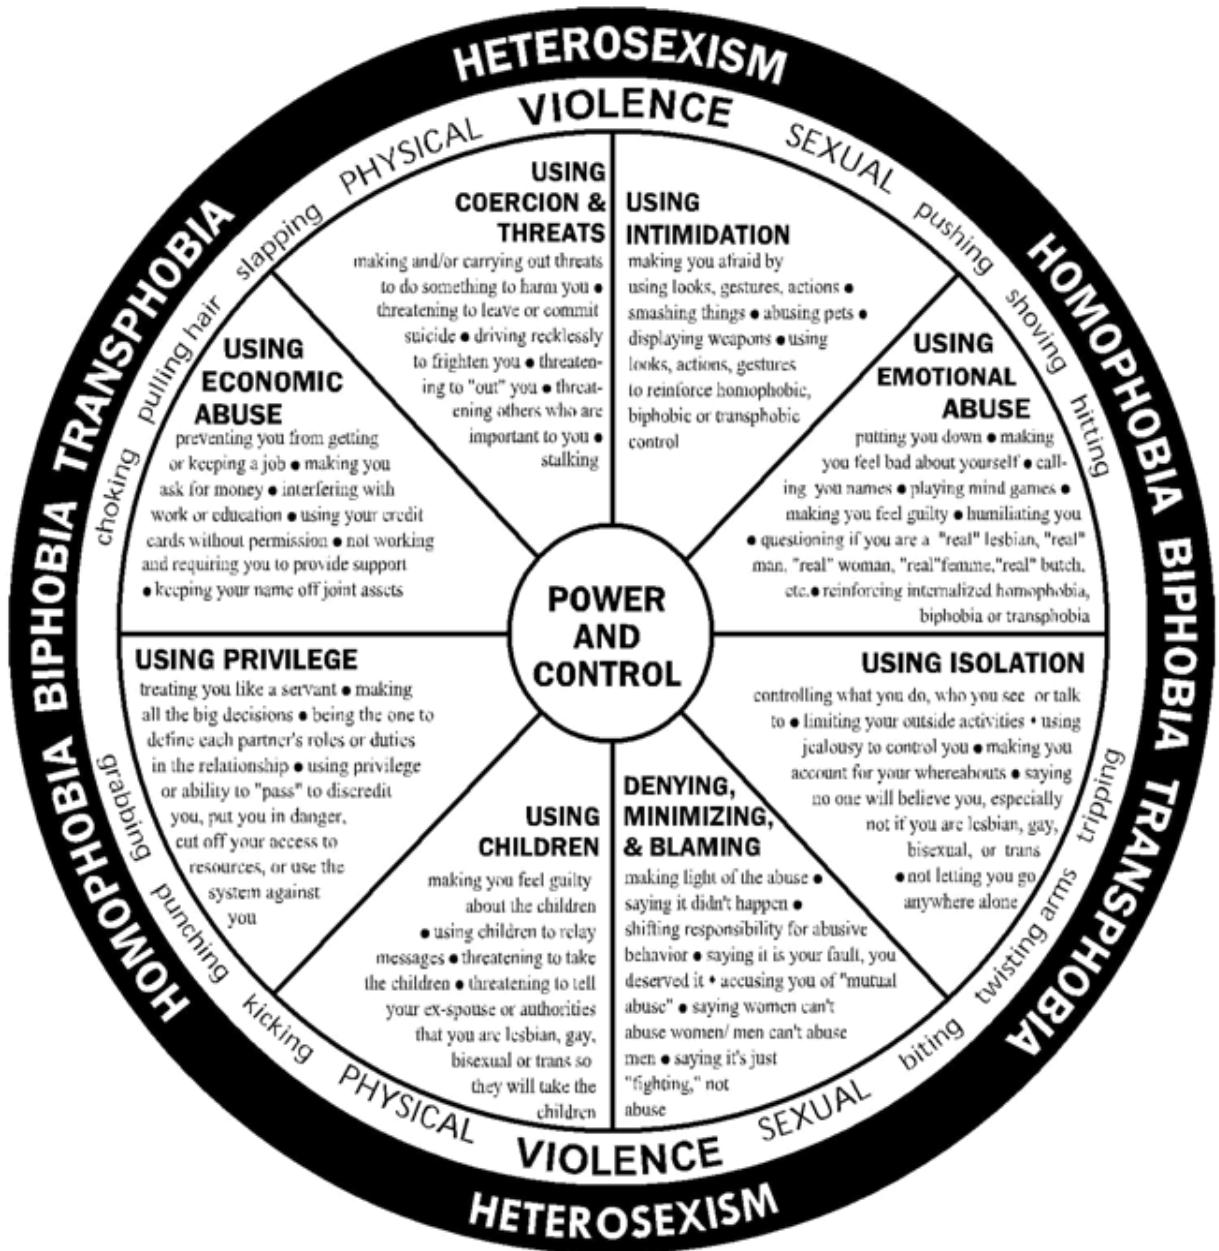 HETEROSEXISM
HOMOPHOBIA
BIPHOBIA
TRANSPHOBIA
HETEROSEXISM
HOMOPHOBIA
BIPHOBIA
TRANSPHOBIA
PHYSICAL
VIOLENCE
SEXUAL
pushing
shoving
hitting
tripping
twisting arms
biting
SEXUAL
VIOLENCE
PHYSICAL
kicking
punching
grabbing
choking
pulling hair
slapping
USING
COERCION &
THREATS
making and/or carrying out threats
to do something to harm you ●
threatening to leave or commit
suicide ● driving recklessly
to frighten you ● threaten-
ing to "out" you ● threat-
ening others who are
important to you ●
stalking
USING
INTIMIDATION
making you afraid by
using looks, gestures, actions ●
smashing things ● abusing pets ●
displaying weapons ● using
looks, actions, gestures
to reinforce homophobic,
biphobic or transphobic
control
USING
EMOTIONAL
ABUSE
putting you down ● making
you feel bad about yourself ● call-
ing you names ● playing mind games ●
making you feel guilty ● humiliating you
● questioning if you are a "real" lesbian, "real"
man, "real" woman, "real"femme,"real" butch,
etc.● reinforcing internalized homophobia,
biphobia or transphobia
USING ISOLATION
controlling what you do, who you see or talk
to ● limiting your outside activities • using
jealousy to control you ● making you
account for your whereabouts ● saying
no one will believe you, especially
not if you are lesbian, gay,
bisexual, or trans
● not letting you go
anywhere alone
DENYING,
MINIMIZING,
& BLAMING
making light of the abuse ●
saying it didn't happen ●
shifting responsibility for abusive
behavior ● saying it is your fault, you
deserved it • accusing you of "mutual
abuse" ● saying women can't
abuse women/ men can't abuse
men ● saying it's just
"fighting," not
abuse
USING
CHILDREN
making you feel guilty
about the children
● using children to relay
messages ● threatening to take
the children ● threatening to tell
your ex-spouse or authorities
that you are lesbian, gay,
bisexual or trans so
they will take the
children
USING PRIVILEGE
treating you like a servant ● making
all the big decisions ● being the one to
define each partner's roles or duties
in the relationship ● using privilege
or ability to "pass" to discredit
you, put you in danger,
cut off your access to
resources, or use the
system against
you
USING
ECONOMIC
ABUSE
preventing you from getting
or keeping a job ● making you
ask for money ● interfering with
work or education ● using your credit
cards without permission ● not working
and requiring you to provide support
● keeping your name off joint assets
POWER
AND
CONTROL